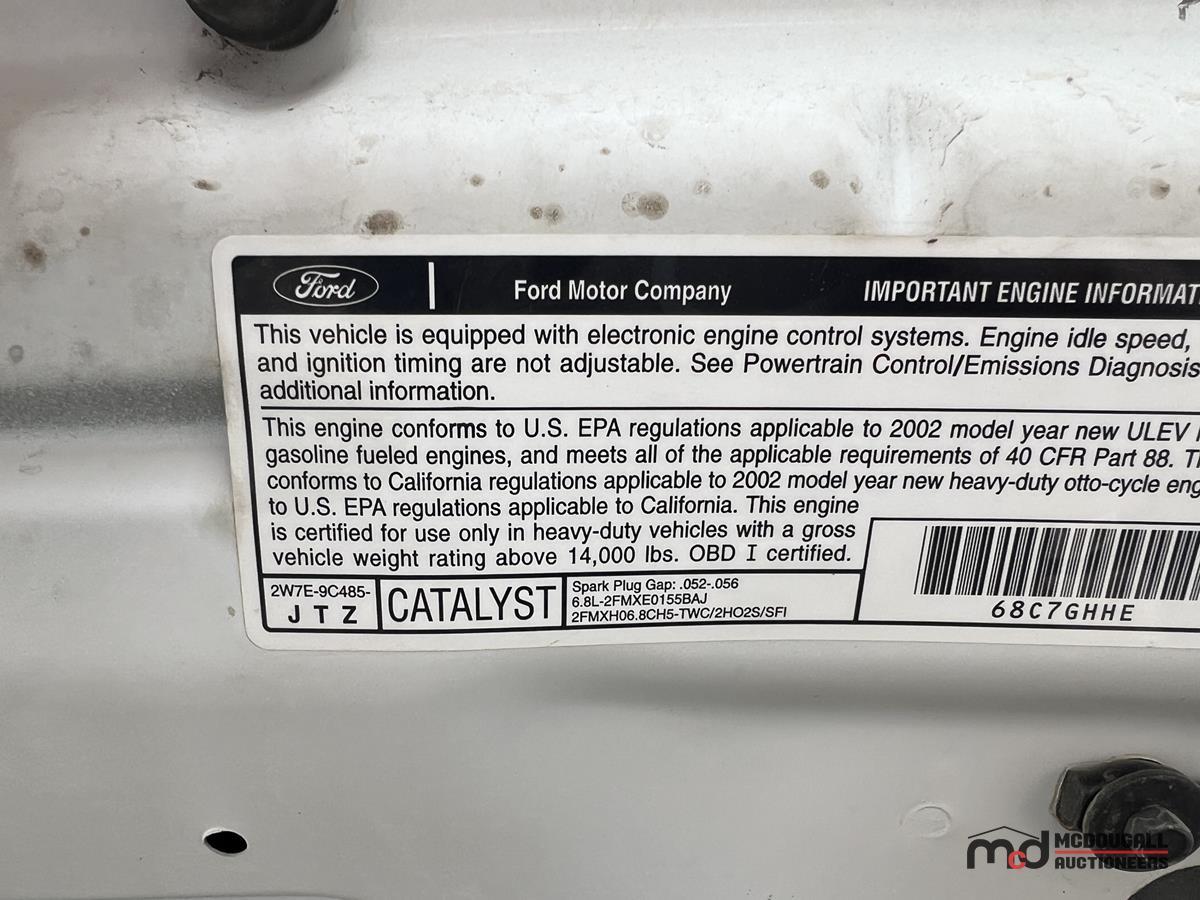 Ford
Ford Motor Company
IMPORTANT ENGINE INFORMAT
This vehicle is equipped with electronic engine control systems. Engine idle speed,
and ignition timing are not adjustable. See Powertrain Control/Emissions Diagnosis
additional information.
This engine conforms to U.S. EPA regulations applicable to 2002 model year new ULEV
gasoline fueled engines, and meets all of the applicable requirements of 40 CFR Part 88.
conforms to California regulations applicable to 2002 model year new heavy-duty otto-cycle eng
to U.S. EPA regulations applicable to California. This engine
is certified for use only in heavy-duty vehicles with a gross
vehicle weight rating above 14,000 lbs. OBD I certified.
2W7E-9C485-
J T Z
CATALYST
Spark Plug Gap: .052-.056
6.8L-2FMXE0155BAJ
2FMXH06.8CH5-TWC/2HO2S/SFI
68C7GHHE
mcd
MCDOUGALL
AUCTIONEERS